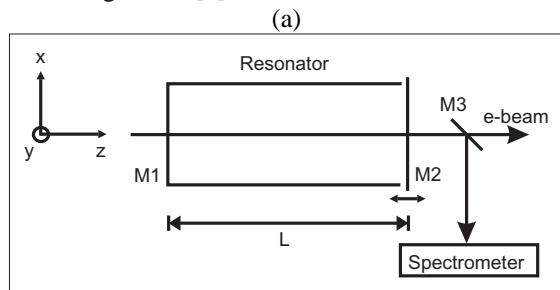 (a)
x
Resonator
M3
e-beam
y
z
M1
M2
L
Spectrometer